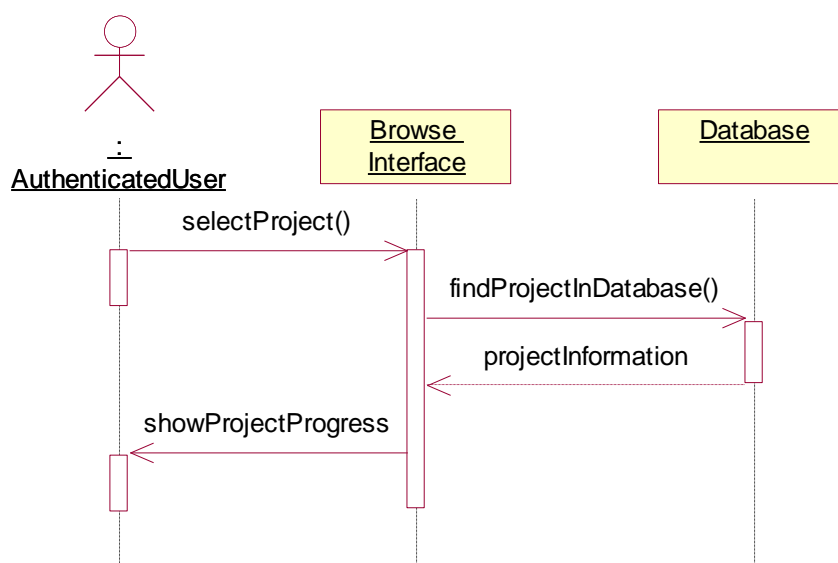 :
AuthenticatedUser
Browse
Interface
Database
selectProject()
findProjectInDatabase()
projectInformation
showProjectProgress